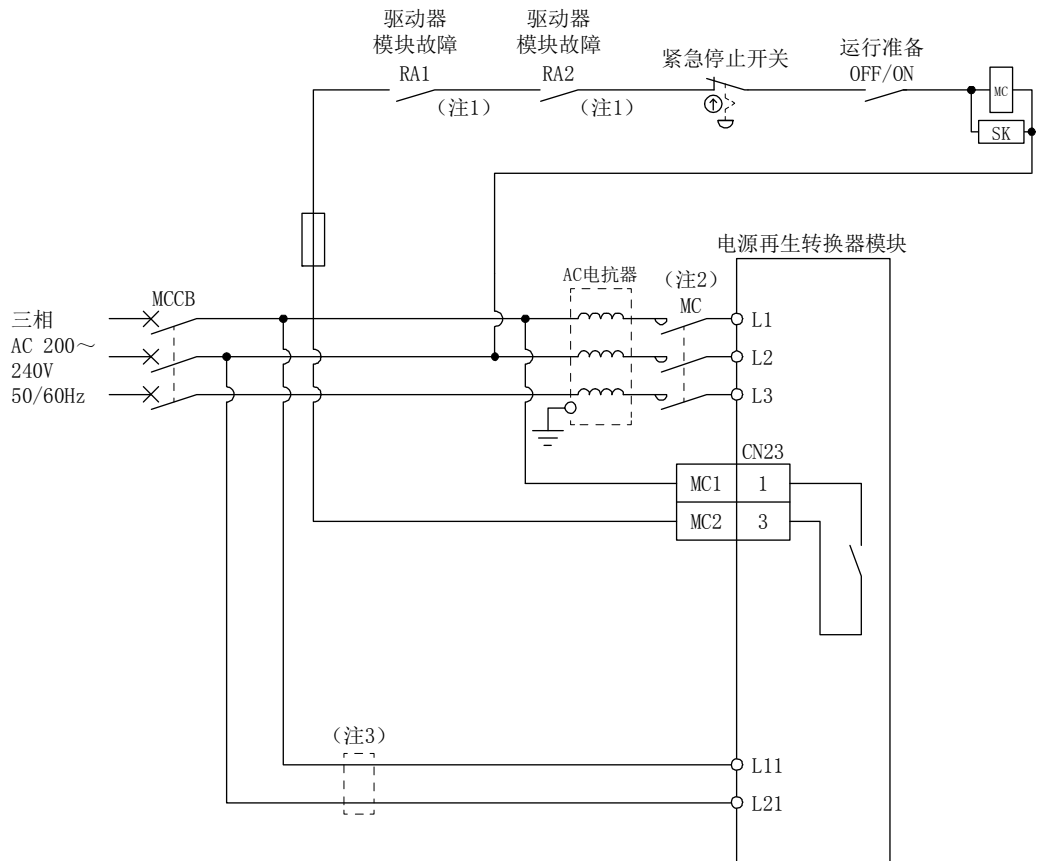 驱动器
模块故障
RA1
（注1）
驱动器
模块故障
RA2
（注1）
紧急停止开关
运行准备
OFF/ON
MC
SK
电源再生转换器模块
AC电抗器
（注2）
MC
MCCB
三相
AC 200～
240V
50/60Hz
L1
L2
L3
CN23
MC1 1
MC2 3
（注3）
L11
L21